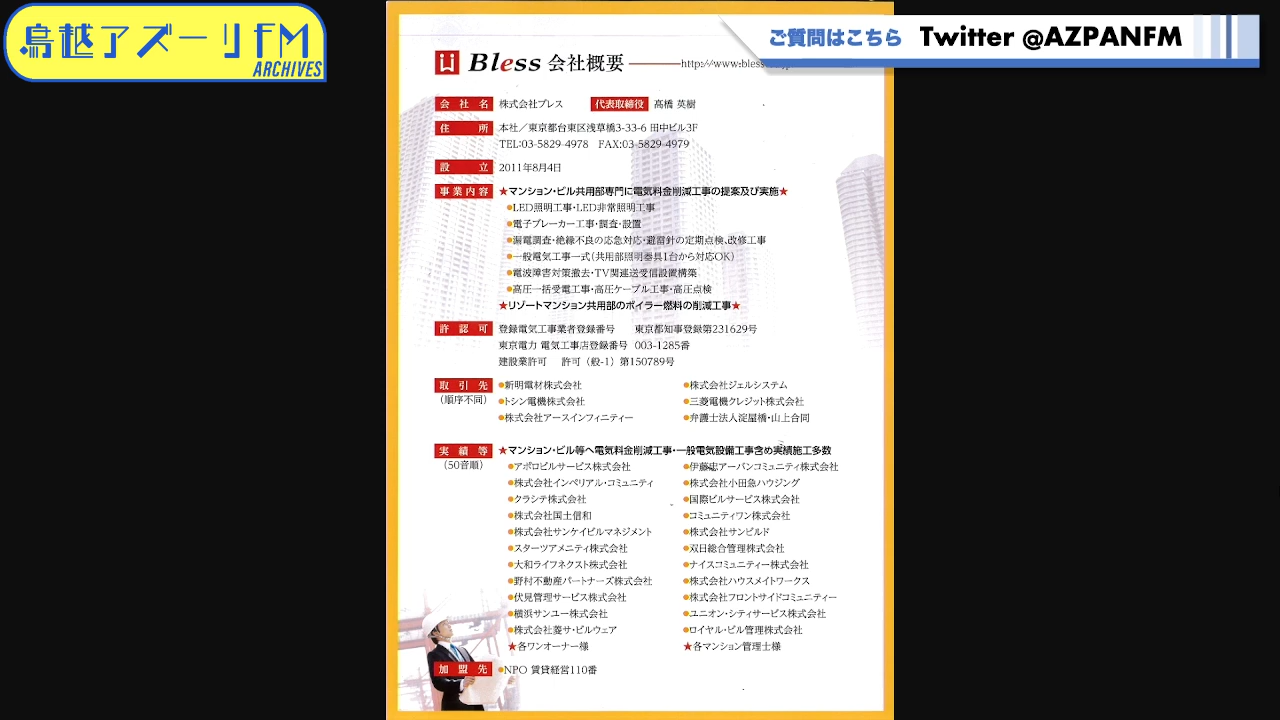 鳥越アズーリFM
ARCHIVES
ご質問はこちら Twitter @AZPANFM
Bless 会社概要
http://www.bless
会社名 株式会社ブレス 代表取締役 髙橋 英樹
住所 本社／東京都台東区浅草橋3-33-6 田中ビル3F
TEL:03-5829-4978 FAX:03-5829-4979
設立 2011年8月4日
事業内容 ★マンション・ビル共用部専門に電気料金削減工事の提案及び実施★
●LED照明工事・LED非常照明工事
●電子ブレーカー工事・調査・設置
●漏電調査・絶縁不良の応急対応・避雷針の定期点検、改修工事
●一般電気工事一式(共用部照明器具1台から対応OK)
●電波障害対策撤去・TV関連送受信設置構築
●高圧一括受電工事・高圧ケーブル工事・高圧点検
★リゾートマンション共用部のボイラー燃料の削減工事★
許認可 登録電気工事業者登録番号 東京都知事登録第231629号
東京電力 電気工事店登録番号 003-1285番
建設業許可 許可（般-1）第150789号
取引先 ●新明電材株式会社 ●株式会社ジェルシステム
（順序不同） ●トシン電機株式会社 ●三菱電機クレジット株式会社
●株式会社アースインフィニティー ●弁護士法人淀屋橋・山上合同
実績等 ★マンション・ビル等へ電気料金削減工事・一般電気設備工事含め実績施工多数
（50音順） ●アポロビルサービス株式会社 ●伊藤忠アーバンコミュニティ株式会社
●株式会社インペリアル・コミュニティ ●株式会社小田急ハウジング
●クラシテ株式会社 ●国際ビルサービス株式会社
●株式会社国土信和 ●コミュニティワン株式会社
●株式会社サンケイビルマネジメント ●株式会社サンビルド
●スターツアメニティ株式会社 ●双日総合管理株式会社
●大和ライフネクスト株式会社 ●ナイスコミュニティー株式会社
●野村不動産パートナーズ株式会社 ●株式会社ハウスメイトワークス
●伏見管理サービス株式会社 ●株式会社フロントサイドコミュニティー
●横浜サンユー株式会社 ●ユニオン・シティサービス株式会社
●株式会社菱サ・ビルウェア ●ロイヤル・ビル管理株式会社
★各ワンオーナー様 ★各マンション管理士様
加盟先 ●NPO 賃貸経営110番